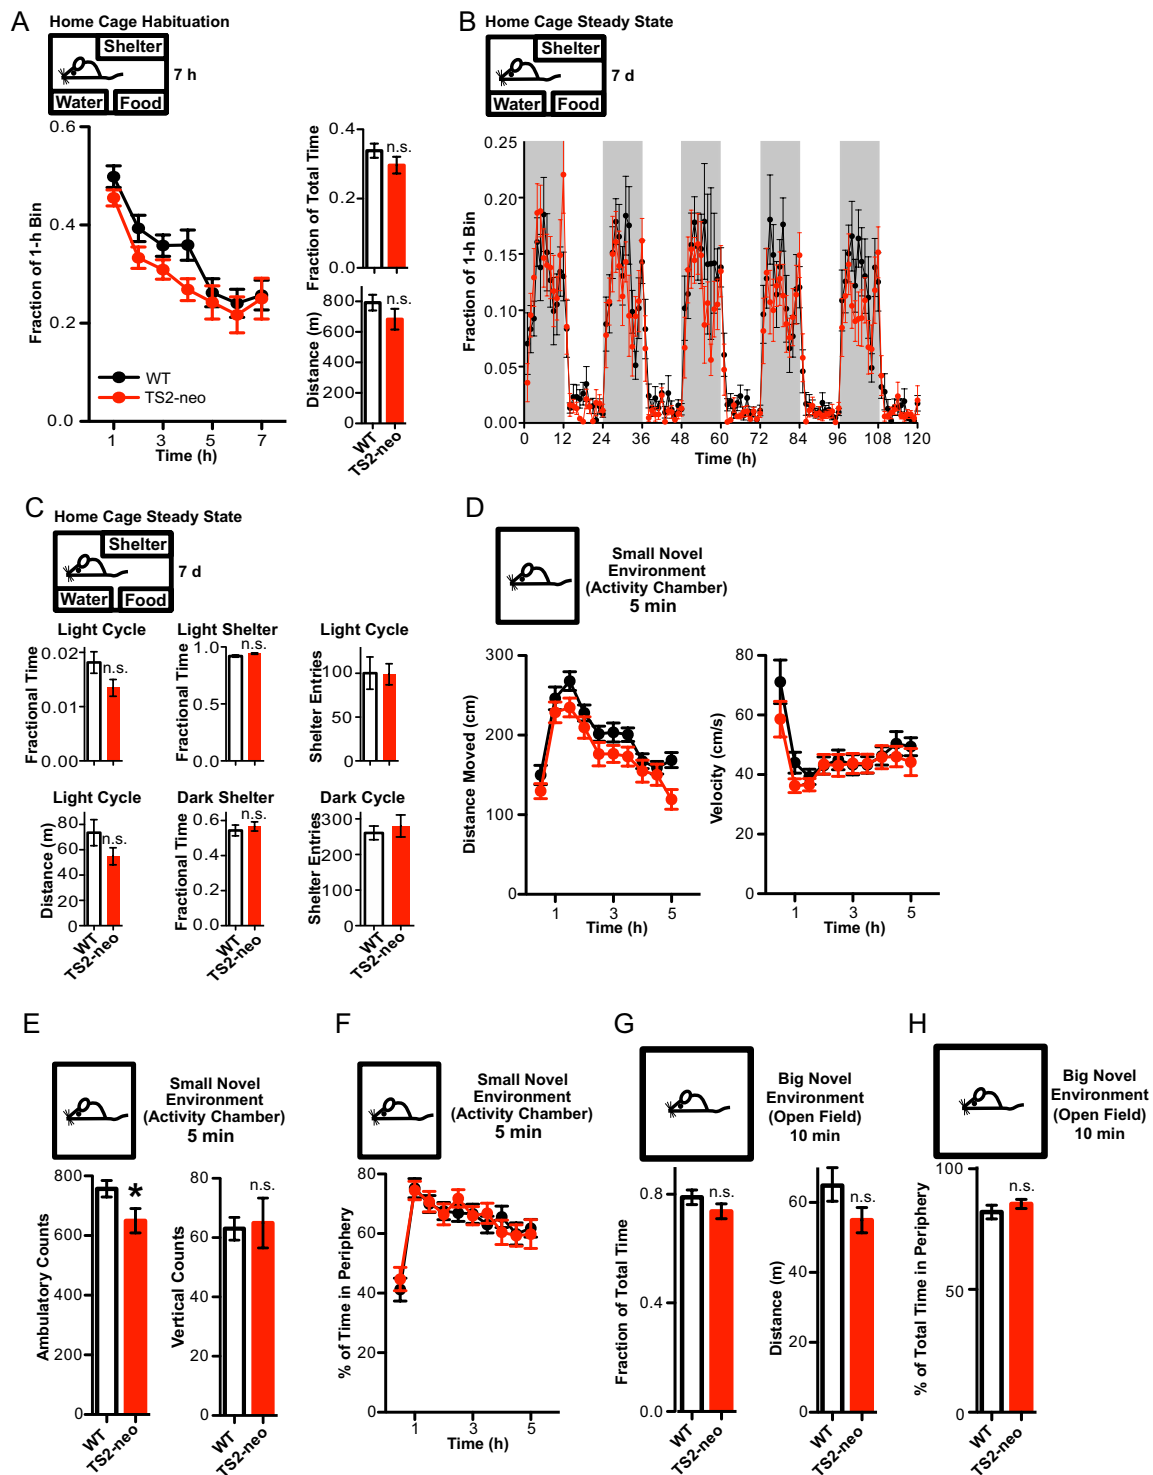 A
Home Cage Habituation
Shelter
Water
Food
7 h
Fraction of 1-h Bin
0.6
0.4
0.2
0.0
WT
TS2-neo
1
3
5
7
Time (h)
Fraction of Total Time
0.4
0.2
0.0
n.s.
Distance (m)
800
600
400
200
0
n.s.
WT
TS2-neo
B
Home Cage Steady State
Shelter
Water
Food
7 d
Fraction of 1-h Bin
0.25
0.20
0.15
0.10
0.05
0.00
0
12
24
36
48
60
72
84
96
108
120
Time (h)
C
Home Cage Steady State
Shelter
Water
Food
7 d
Light Cycle
Fractional Time
0.02
0.01
0.00
n.s.
Light Shelter
Fractional Time
1.0
0.5
0.0
n.s.
Light Cycle
Shelter Entries
100
50
0
Light Cycle
Distance (m)
80
60
40
20
0
n.s.
WT
TS2-neo
Dark Shelter
Fractional Time
0.6
0.4
0.2
0.0
n.s.
WT
TS2-neo
Dark Cycle
Shelter Entries
300
200
100
0
WT
TS2-neo
D
Small Novel
Environment
(Activity Chamber)
5 min
Distance Moved (cm)
300
200
100
0
1
3
5
Time (h)
Velocity (cm/s)
80
60
40
20
0
1
3
5
Time (h)
E
Small Novel
Environment
(Activity Chamber)
5 min
Ambulatory Counts
800
600
400
200
0
*
WT
TS2-neo
Vertical Counts
80
60
40
20
0
n.s.
WT
TS2-neo
F
Small Novel
Environment
(Activity Chamber)
5 min
% of Time in Periphery
80
60
40
20
0
1
3
5
Time (h)
G
Big Novel
Environment
(Open Field)
10 min
Fraction of Total Time
0.8
0.4
0.0
n.s.
WT
TS2-neo
Distance (m)
60
40
20
0
n.s.
WT
TS2-neo
H
Big Novel
Environment
(Open Field)
10 min
% of Total Time in Periphery
100
50
0
n.s.
WT
TS2-neo